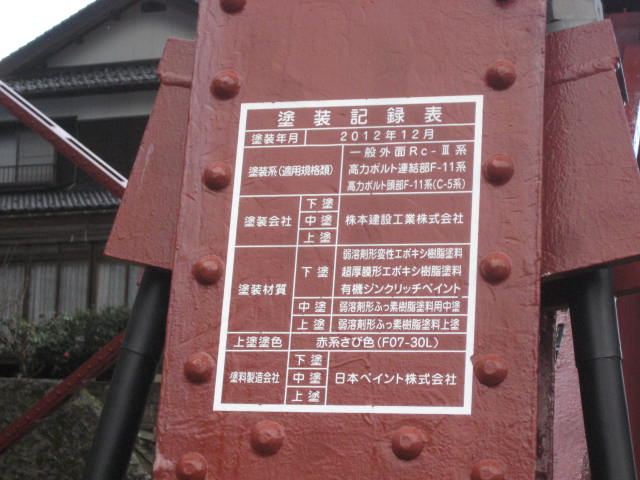 塗装記録表
塗装年月 2012年12月
塗装系(適用規格類) 一般外面Rc-Ⅲ系
高力ボルト連結部F-11系
高力ボルト頭部F-11系(C-5系)
塗装会社 下塗 中塗 上塗 株本建設工業株式会社
塗装材質 下塗 弱溶剤形変性エポキシ樹脂塗料
超厚膜形エポキシ樹脂塗料
有機ジンクリッチペイント
中塗 弱溶剤形ふっ素樹脂塗料用中塗
上塗 弱溶剤形ふっ素樹脂塗料上塗
上塗塗色 赤系さび色(F07-30L)
塗料製造会社 下塗 中塗 上塗 日本ペイント株式会社